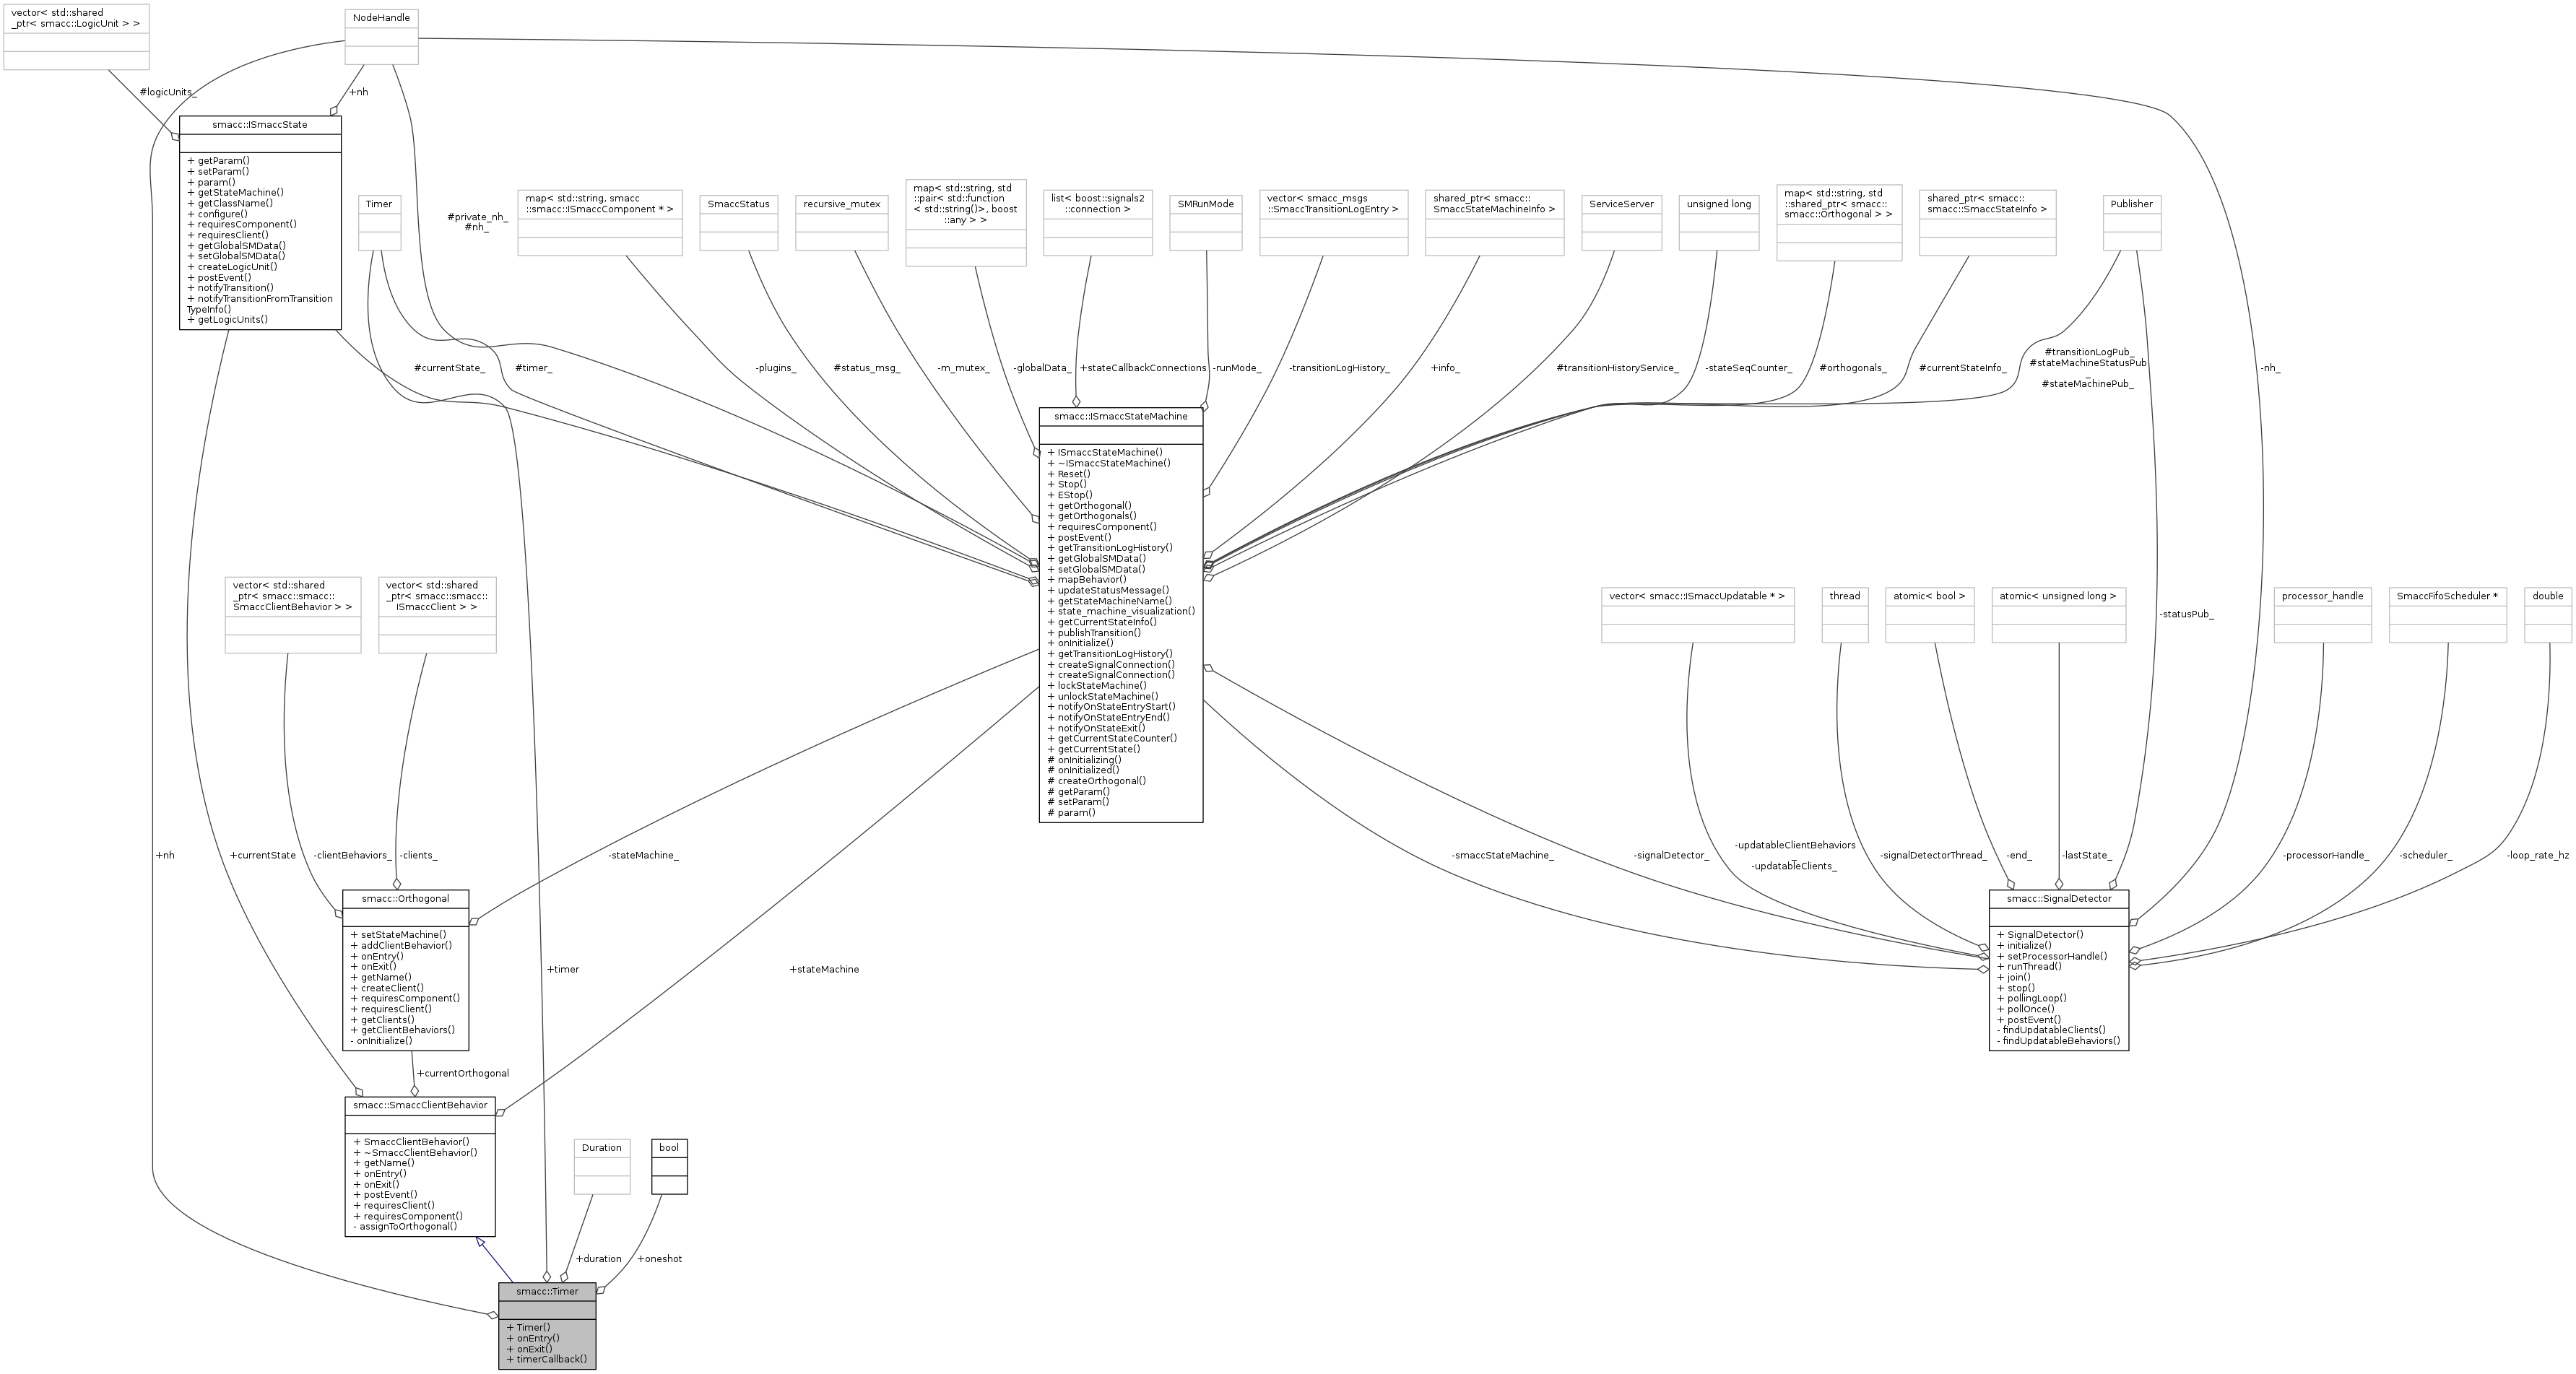 vector< std::shared
_ptr< smacc::LogicUnit > >
NodeHandle
#logicUnits_
+nh
smacc::ISmaccState
+ getParam()
+ setParam()
+ param()
+ getStateMachine()
+ getClassName()
+ configure()
+ requiresComponent()
+ requiresClient()
+ getGlobalSMData()
+ setGlobalSMData()
+ createLogicUnit()
+ postEvent()
+ notifyTransition()
+ notifyTransitionFromTransition
TypeInfo()
+ getLogicUnits()
Timer
#private_nh_
#nh_
map< std::string, smacc
::smacc::ISmaccComponent * >
SmaccStatus
recursive_mutex
map< std::string, std
::pair< std::function
< std::string()>, boost
::any > >
list< boost::signals2
::connection >
SMRunMode
vector< smacc_msgs
::SmaccTransitionLogEntry >
shared_ptr< smacc::
SmaccStateMachineInfo >
ServiceServer
unsigned long
map< std::string, std
::shared_ptr< smacc::
smacc::Orthogonal > >
shared_ptr< smacc::
smacc::SmaccStateInfo >
Publisher
#currentState_
#timer_
-plugins_
#status_msg_
-m_mutex_
-globalData_
+stateCallbackConnections
-runMode_
-transitionLogHistory_
+info_
#transitionHistoryService_
-stateSeqCounter_
#orthogonals_
#currentStateInfo_
#transitionLogPub_
#stateMachineStatusPub
_
#stateMachinePub_
-nh_
smacc::ISmaccStateMachine
+ ISmaccStateMachine()
+ ~ISmaccStateMachine()
+ Reset()
+ Stop()
+ EStop()
+ getOrthogonal()
+ getOrthogonals()
+ requiresComponent()
+ postEvent()
+ getTransitionLogHistory()
+ getGlobalSMData()
+ setGlobalSMData()
+ mapBehavior()
+ updateStatusMessage()
+ getStateMachineName()
+ state_machine_visualization()
+ getCurrentStateInfo()
+ publishTransition()
+ onInitialize()
+ getTransitionLogHistory()
+ createSignalConnection()
+ createSignalConnection()
+ lockStateMachine()
+ unlockStateMachine()
+ notifyOnStateEntryStart()
+ notifyOnStateEntryEnd()
+ notifyOnStateExit()
+ getCurrentStateCounter()
+ getCurrentState()
# onInitializing()
# onInitialized()
# createOrthogonal()
# getParam()
# setParam()
# param()
vector< std::shared
_ptr< smacc::smacc::
SmaccClientBehavior > >
vector< std::shared
_ptr< smacc::smacc::
ISmaccClient > >
vector< smacc::ISmaccUpdatable * >
thread
atomic< bool >
atomic< unsigned long >
-statusPub_
processor_handle
SmaccFifoScheduler *
double
+nh
+currentState
-clientBehaviors_
-clients_
-stateMachine_
-smaccStateMachine_
-signalDetector_
-updatableClientBehaviors
_
-updatableClients_
-signalDetectorThread_
-end_
-lastState_
-processorHandle_
-scheduler_
-loop_rate_hz
smacc::Orthogonal
+ setStateMachine()
+ addClientBehavior()
+ onEntry()
+ onExit()
+ getName()
+ createClient()
+ requiresComponent()
+ requiresClient()
+ getClients()
+ getClientBehaviors()
- onInitialize()
smacc::SignalDetector
+ SignalDetector()
+ initialize()
+ setProcessorHandle()
+ runThread()
+ join()
+ stop()
+ pollingLoop()
+ pollOnce()
+ postEvent()
- findUpdatableClients()
- findUpdatableBehaviors()
+timer
+stateMachine
+currentOrthogonal
smacc::SmaccClientBehavior
+ SmaccClientBehavior()
+ ~SmaccClientBehavior()
+ getName()
+ onEntry()
+ onExit()
+ postEvent()
+ requiresClient()
+ requiresComponent()
- assignToOrthogonal()
Duration
bool
+duration
+oneshot
smacc::Timer
+ Timer()
+ onEntry()
+ onExit()
+ timerCallback()